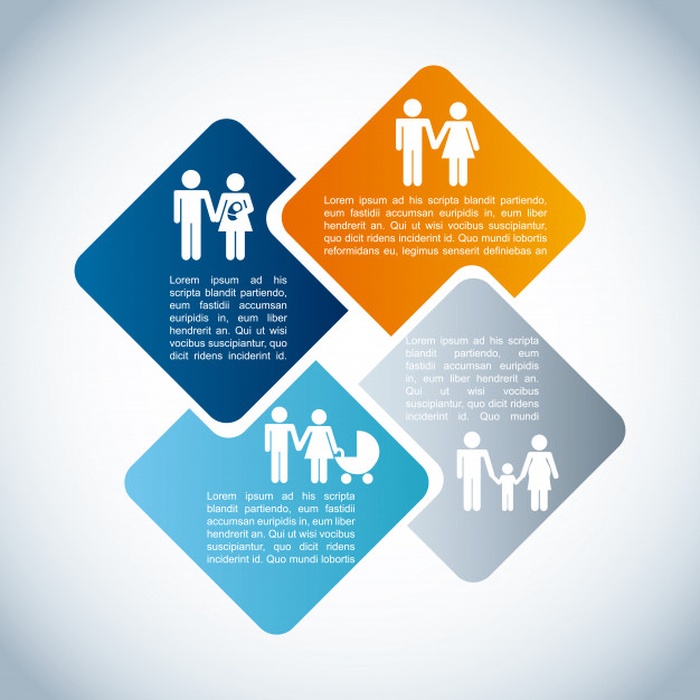 Lorem ipsum ad his scripta blandit partiendo,
eum fastidii accumsan euripidis in, eum liber
hendrerit an. Qui ut wisi vocibus suscipiantur,
quo dicit ridens inciderint id. Quo mundi lobortis
reformidans eu, legimus senserit definiebas an
Lorem ipsum ad his
scripta blandit partiendo,
eum fastidii accumsan
euripidis in, eum liber
hendrerit an. Qui ut wisi
vocibus suscipiantur, quo
dicit ridens inciderint id.
Lorem ipsum ad his
scripta blandit partiendo,
eum fastidii accumsan
euripidis in, eum liber
hendrerit an. Qui ut wisi
vocibus suscipiantur, quo
dicit ridens inciderint id.
Quo mundi
Lorem ipsum ad his scripta
blandit partiendo, eum fastidii
accumsan euripidis in, eum liber
hendrerit an. Qui ut wisi vocibus
suscipiantur, quo dicit ridens
inciderint id. Quo mundi lobortis